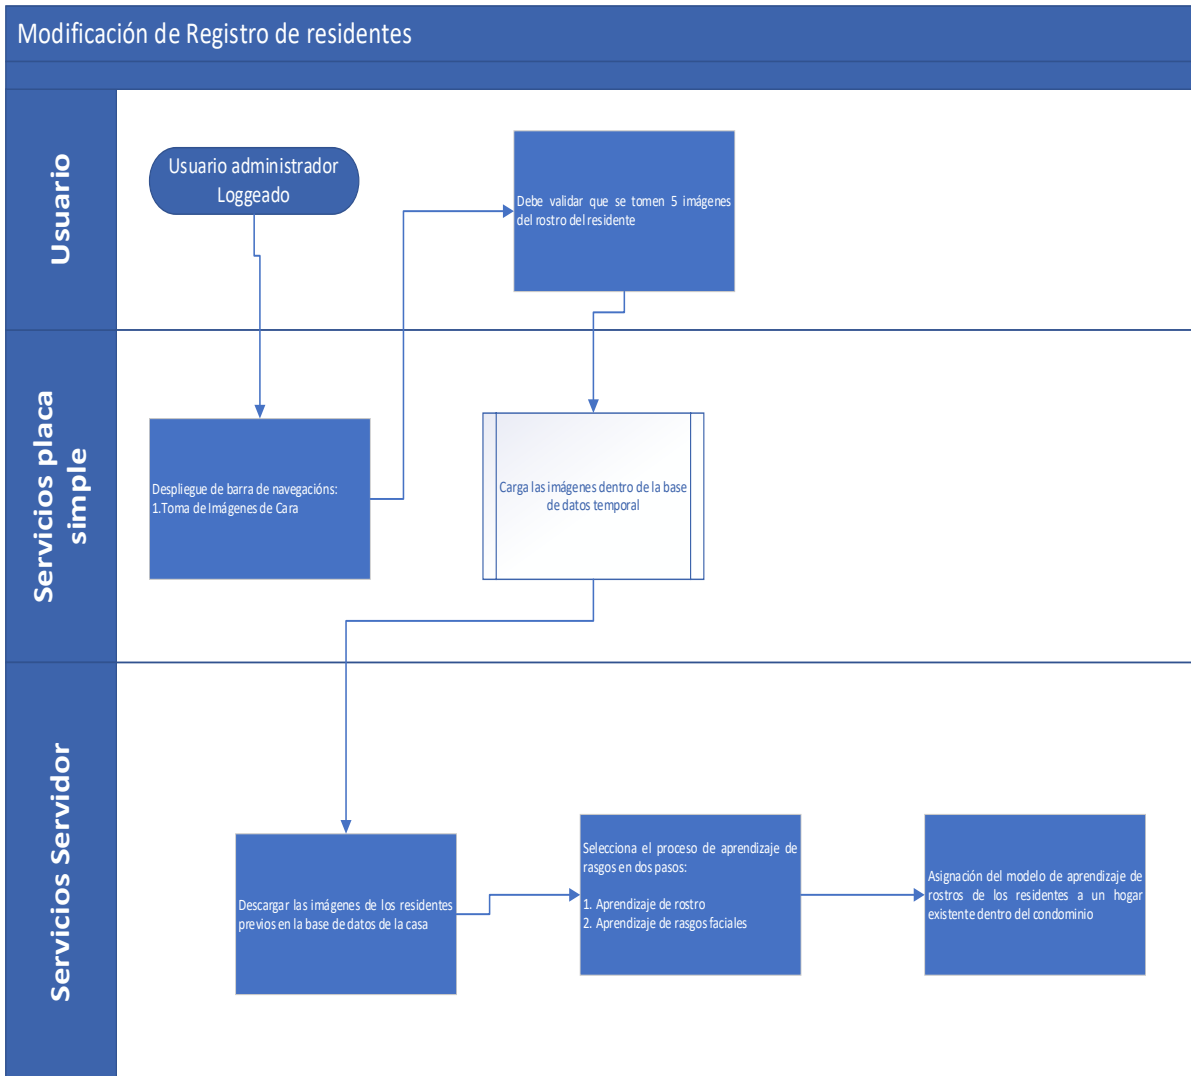 Modificación de Registro de residentes
Usuario
Usuario administrador
Loggeado
Debe validar que se tomen 5 imágenes
del rostro del residente
Servicios placa
simple
Despliegue de barra de navegacións:
1.Toma de Imágenes de Cara
Carga las imágenes dentro de la base
de datos temporal
Servicios Servidor
Descargar las imágenes de los residentes
previos en la base de datos de la casa
Selecciona el proceso de aprendizaje de
rasgos en dos pasos:
1. Aprendizaje de rostro
2. Aprendizaje de rasgos faciales
Asignación del modelo de aprendizaje de
rostros de los residentes a un hogar
existente dentro del condominio